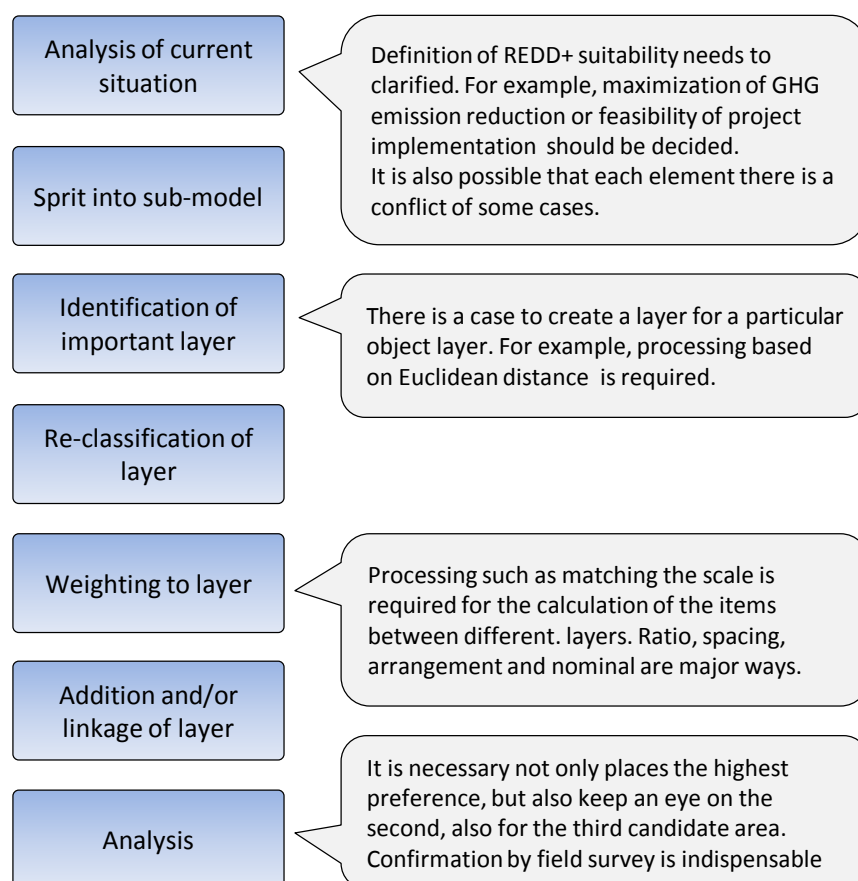 Analysis of current
situation
Definition of REDD+ suitability needs to
clarified. For example, maximization of GHG
emission reduction or feasibility of project
implementation should be decided.
It is also possible that each element there is a
conflict of some cases.
Sprit into sub-model
Identification of
important layer
There is a case to create a layer for a particular
object layer. For example, processing based
on Euclidean distance is required.
Re-classification of
layer
Weighting to layer
Processing such as matching the scale is
required for the calculation of the items
between different. layers. Ratio, spacing,
arrangement and nominal are major ways.
Addition and/or
linkage of layer
Analysis
It is necessary not only places the highest
preference, but also keep an eye on the
second, also for the third candidate area.
Confirmation by field survey is indispensable